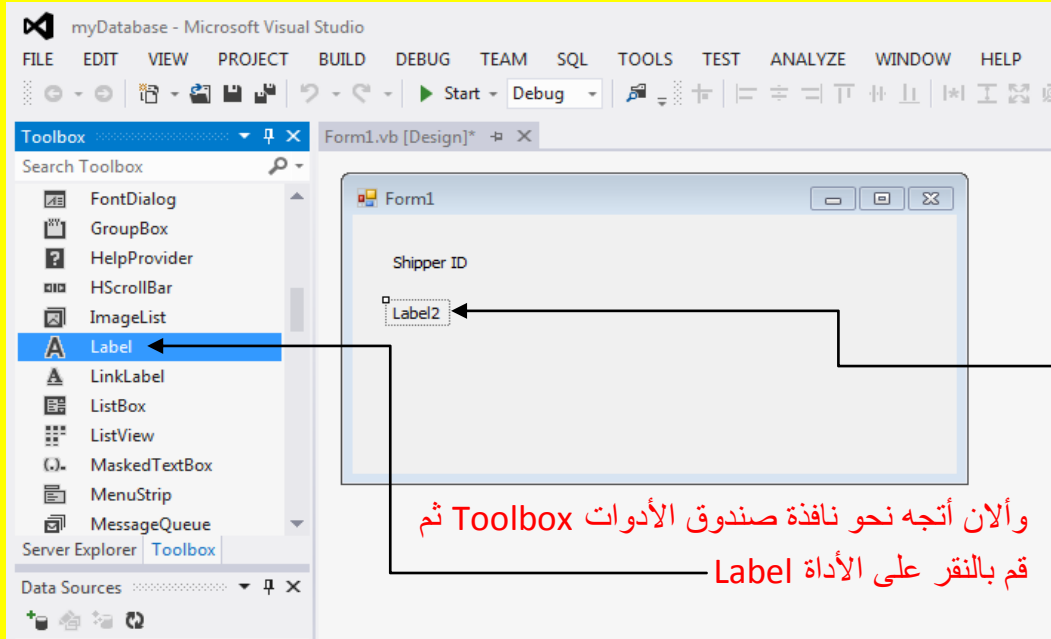 myDatabase - Microsoft Visual Studio
FILE EDIT VIEW PROJECT BUILD DEBUG TEAM SQL TOOLS TEST ANALYZE WINDOW HELP
Start Debug
Toolbox
Form1.vb [Design]*
Search Toolbox
FontDialog
GroupBox
HelpProvider
HScrollBar
ImageList
Label
LinkLabel
ListBox
ListView
MaskedTextBox
MenuStrip
MessageQueue
Server Explorer Toolbox
Data Sources
Form1
Shipper ID
Label2
وألان أتجه نحو نافذة صندوق الأدوات Toolbox ثم
قم بالنقر على الأداة Label